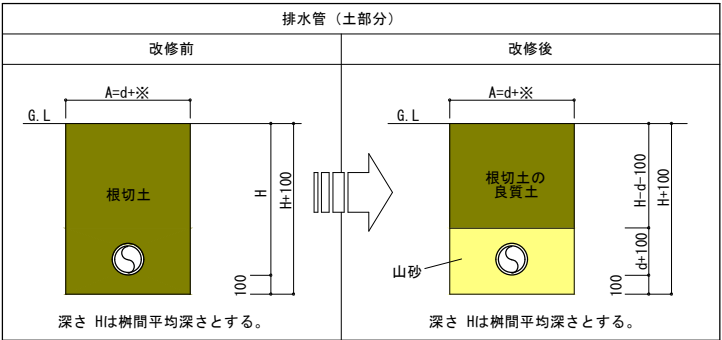 排水管（土部分）
改修前
改修後
A=d+※
G.L
根切土
H
H+100
100
深さ Hは桝間平均深さとする。
A=d+※
G.L
根切土の
良質土
山砂
H-d-100
d+100
100
H+100
深さ Hは桝間平均深さとする。